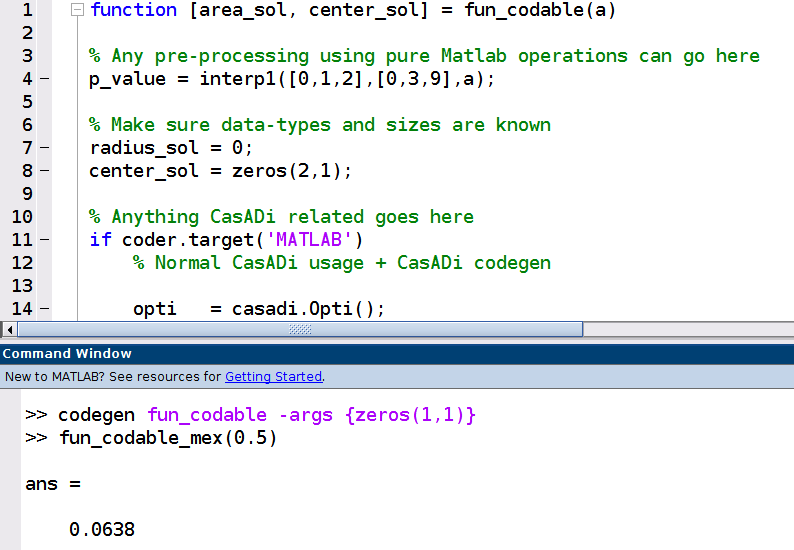 1 function [area_sol, center_sol] = fun_codable(a)
2
3 % Any pre-processing using pure Matlab operations can go here
4 – p_value = interp1([0,1,2],[0,3,9],a);
5
6 % Make sure data-types and sizes are known
7 – radius_sol = 0;
8 – center_sol = zeros(2,1);
9
10 % Anything CasADi related goes here
11 – if coder.target('MATLAB')
12 % Normal CasADi usage + CasADi codegen
13
14 – opti = casadi.Opti();
Command Window
New to MATLAB? See resources for Getting Started.
>> codegen fun_codable -args {zeros(1,1)}
>> fun_codable_mex(0.5)
ans =
0.0638